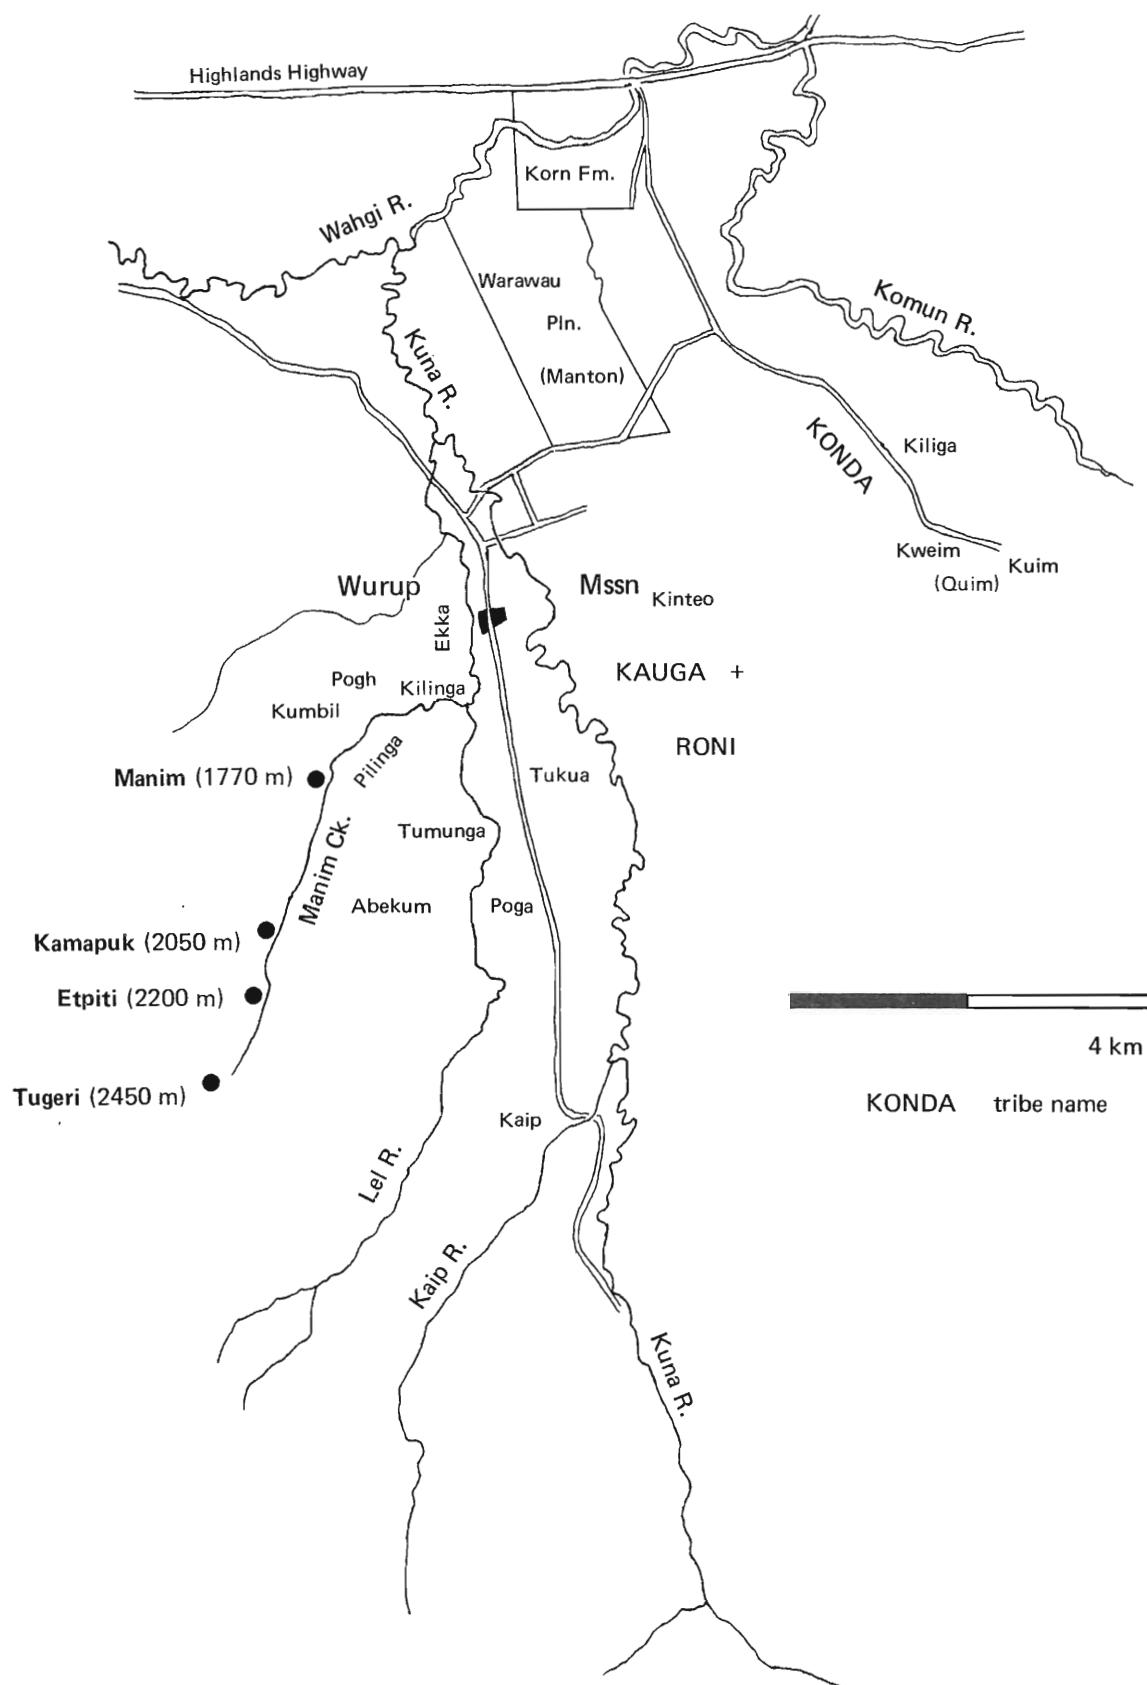 Highlands Highway
Korn Fm.
Wahgi R.
Warawau
Pln.
(Manton)
Komun R.
Kuna R.
KONDA
Kiliga
Kweim
(Quim)
Kuim
Wurup
Ekka
Mssn
Kinteo
KAUGA +
RONI
Pogh
Kilinga
Kumbil
Pilinga
Manim (1770 m)
Tukua
Manim Ck.
Tumunga
Abekum
Poga
Kamapuk (2050 m)
Etpiti (2200 m)
4 km
Tugeri (2450 m)
KONDA tribe name
Kaip
Lel R.
Kaip R.
Kuna R.